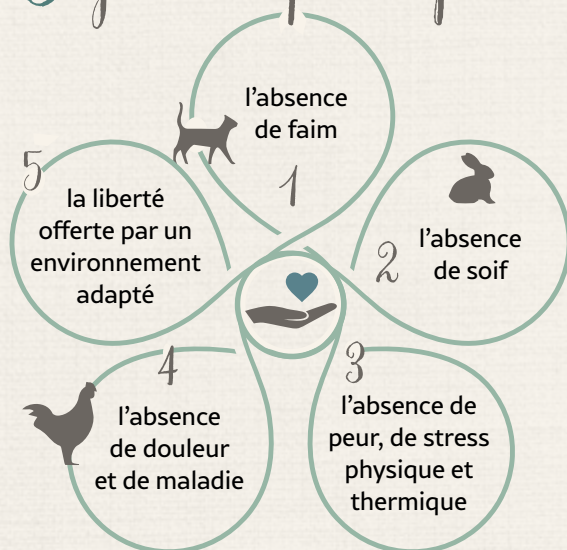 l'absence
de faim
1
2
l'absence
de soif
3
l'absence de
peur, de stress
physique et
thermique
4
l'absence
de douleur
et de maladie
5
la liberté
offerte par un
environnement
adapté